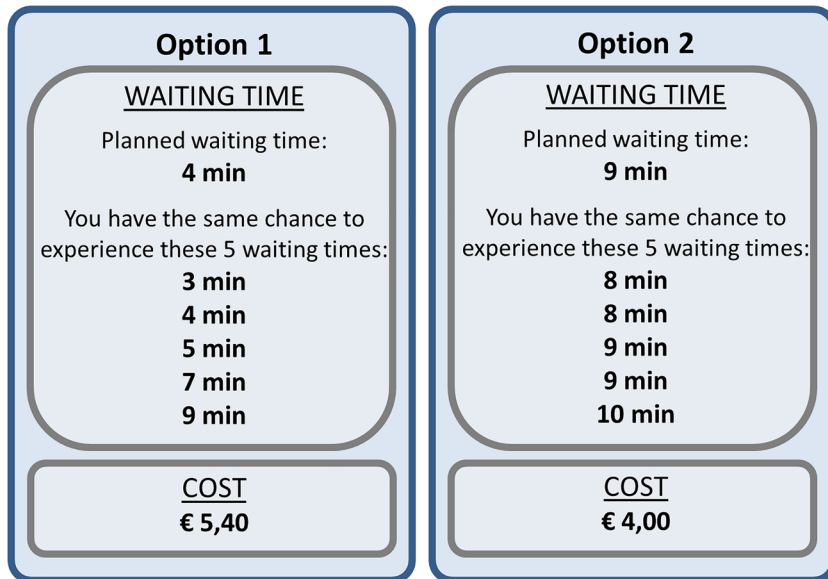 Option 1
WAITING TIME
Planned waiting time:
4 min
You have the same chance to
experience these 5 waiting times:
3 min
4 min
5 min
7 min
9 min
COST
€ 5,40
Option 2
WAITING TIME
Planned waiting time:
9 min
You have the same chance to
experience these 5 waiting times:
8 min
8 min
9 min
9 min
10 min
COST
€ 4,00